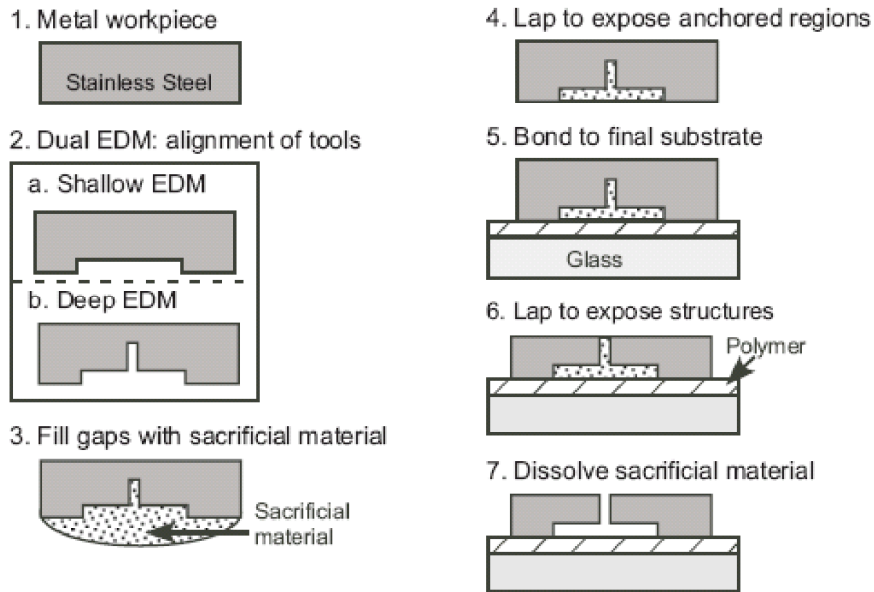 1. Metal workpiece
Stainless Steel
2. Dual EDM: alignment of tools
a. Shallow EDM
b. Deep EDM
3. Fill gaps with sacrificial material
Sacrificial
material
4. Lap to expose anchored regions
5. Bond to final substrate
Glass
6. Lap to expose structures
Polymer
7. Dissolve sacrificial material